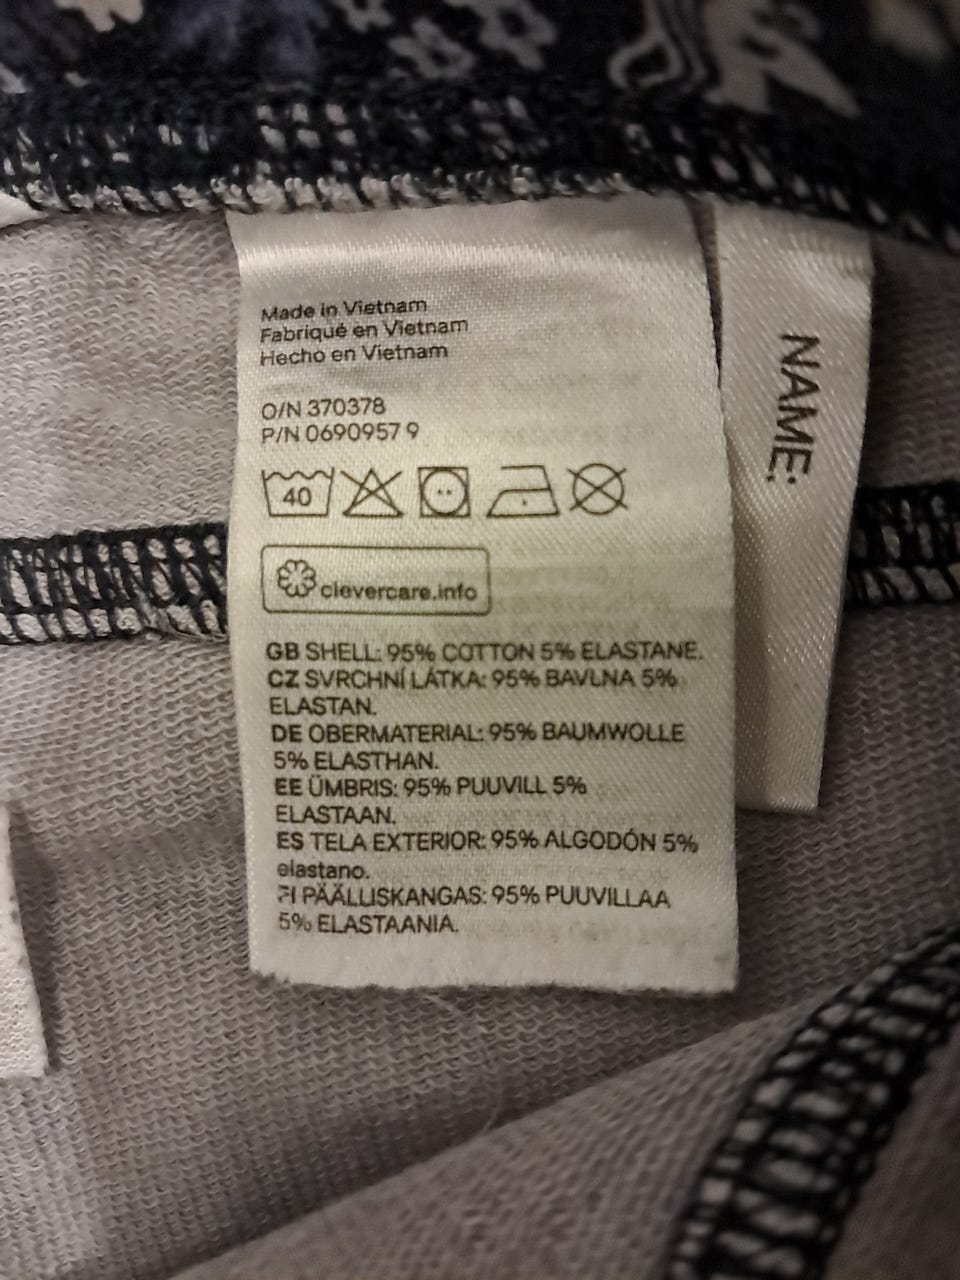 Made in Vietnam
Fabriqué en Vietnam
Hecho en Vietnam
O/N 370378
P/N 0690957 9
40
clevercare.info
GB SHELL: 95% COTTON 5% ELASTANE.
CZ SVRCHNÍ LÁTKA: 95% BAVLNA 5%
ELASTAN.
DE OBERMATERIAL: 95% BAUMWOLLE
5% ELASTHAN.
EE ÜMBRIS: 95% PUUVILL 5%
ELASTAAN.
ES TELA EXTERIOR: 95% ALGODÓN 5%
elastano.
FI PÄÄLLISKANGAS: 95% PUUVILLAA
5% ELASTAANIA.
NAME: